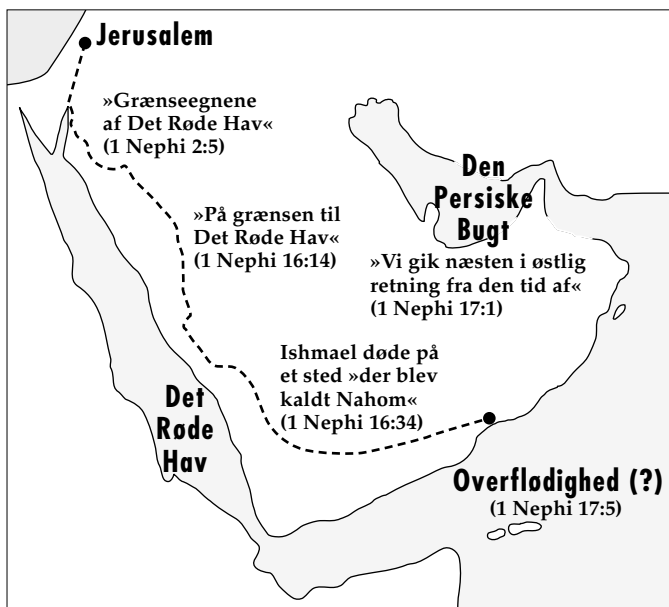 Jerusalem
»Grænseegnene
af Det Røde Hav«
(1 Nephi 2:5)
Den
Persiske
Bugt
»På grænsen til
Det Røde Hav«
(1 Nephi 16:14)
»Vi gik næsten i østlig
retning fra den tid af«
(1 Nephi 17:1)
Ishmael døde på
et sted »der blev
kaldt Nahom«
(1 Nephi 16:34)
Det
Røde
Hav
Overflødighed (?)
(1 Nephi 17:5)